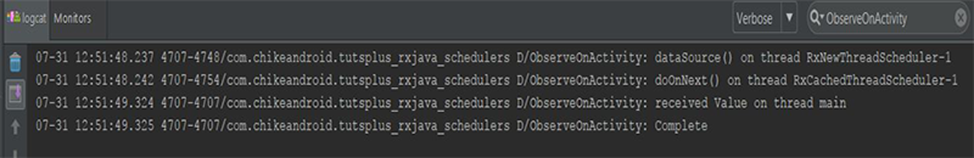 logcat Monitors Verbose ObserveOnActivity
07-31 12:51:48.237 4707-4748/com.chikeandroid.tutsplus_rxjava_schedulers D/ObserveOnActivity: dataSource() on thread RxNewThreadScheduler-1
07-31 12:51:48.242 4707-4754/com.chikeandroid.tutsplus_rxjava_schedulers D/ObserveOnActivity: doOnNext() on thread RxCachedThreadScheduler-1
07-31 12:51:49.324 4707-4707/com.chikeandroid.tutsplus_rxjava_schedulers D/ObserveOnActivity: received Value on thread main
07-31 12:51:49.325 4707-4707/com.chikeandroid.tutsplus_rxjava_schedulers D/ObserveOnActivity: Complete